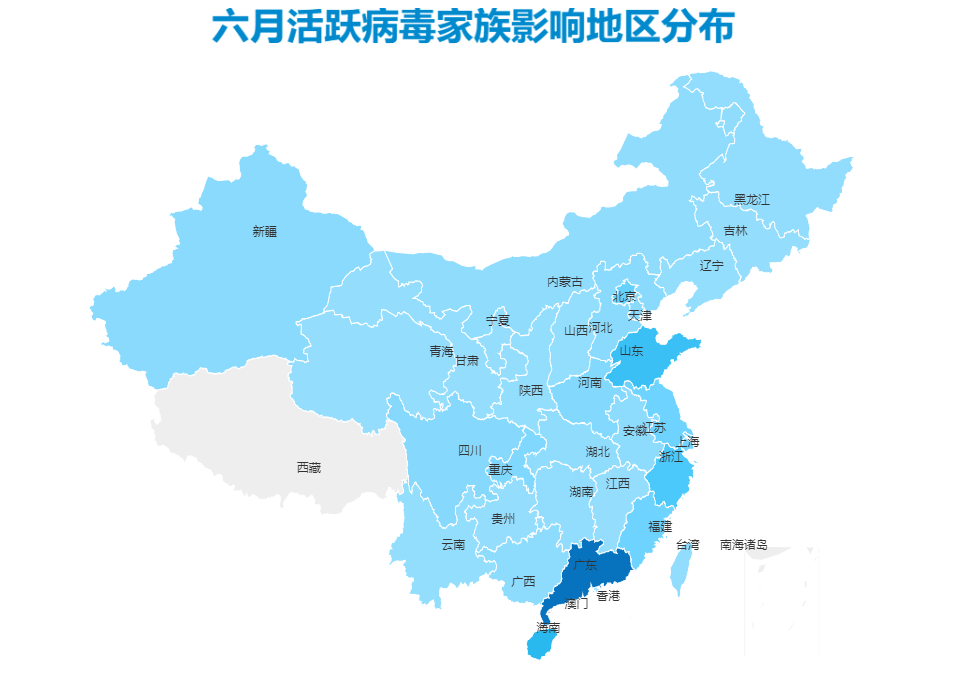 六月活跃病毒家族影响地区分布
黑龙江
吉林
新疆
辽宁
内蒙古
北京
天津
宁夏
山西
河北
青海
甘肃
山东
陕西
河南
安徽
江苏
上海
四川
湖北
浙江
西藏
重庆
湖南
江西
贵州
福建
云南
台湾
南海诸岛
广东
广西
香港
澳门
海南